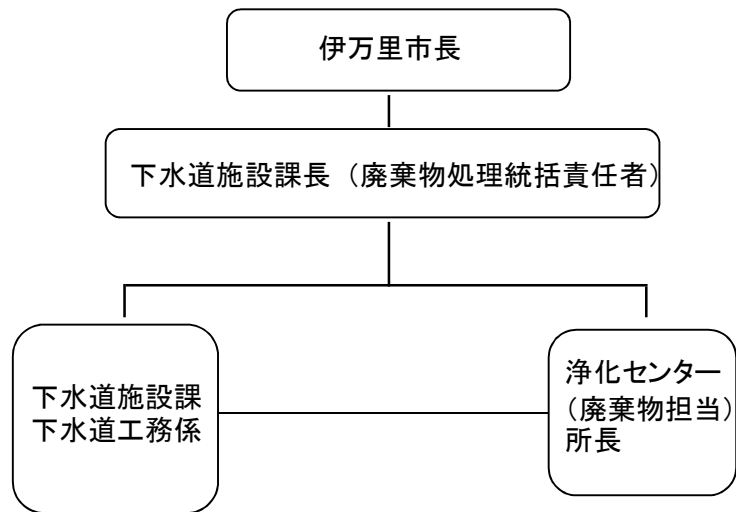 伊万里市長
下水道施設課長（廃棄物処理統括責任者）
下水道施設課
下水道工務係
浄化センター
（廃棄物担当）
所長